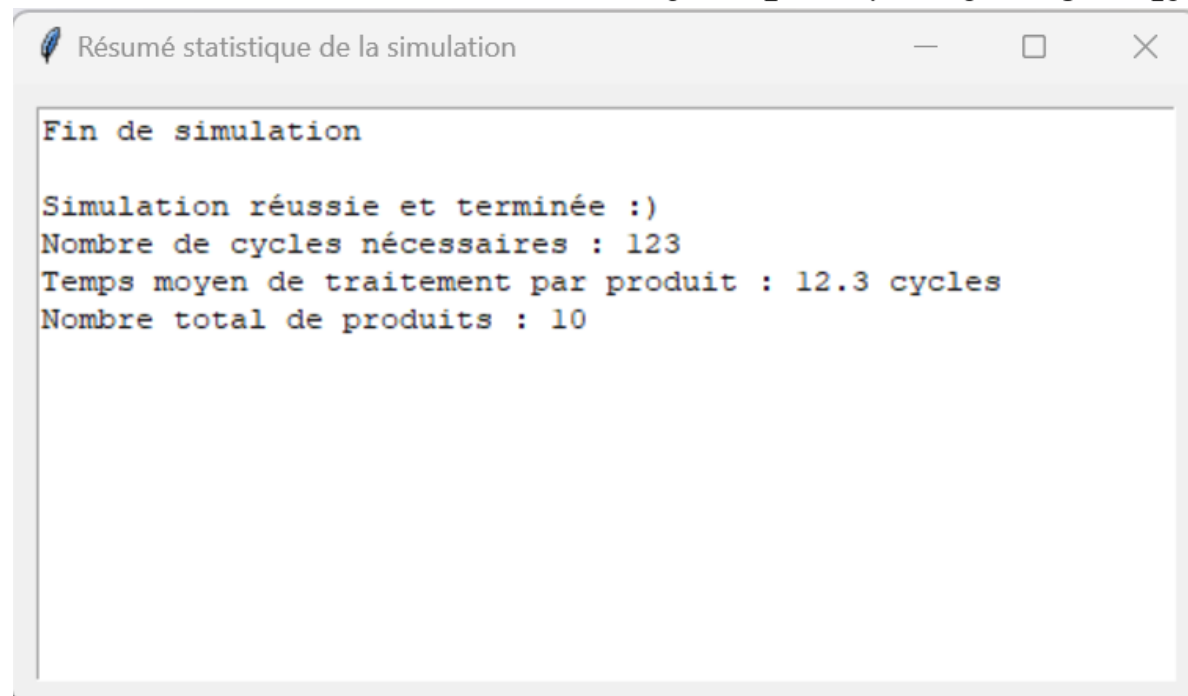 Résumé statistique de la simulation
Fin de simulation
Simulation réussie et terminée :)
Nombre de cycles nécessaires : 123
Temps moyen de traitement par produit : 12.3 cycles
Nombre total de produits : 10